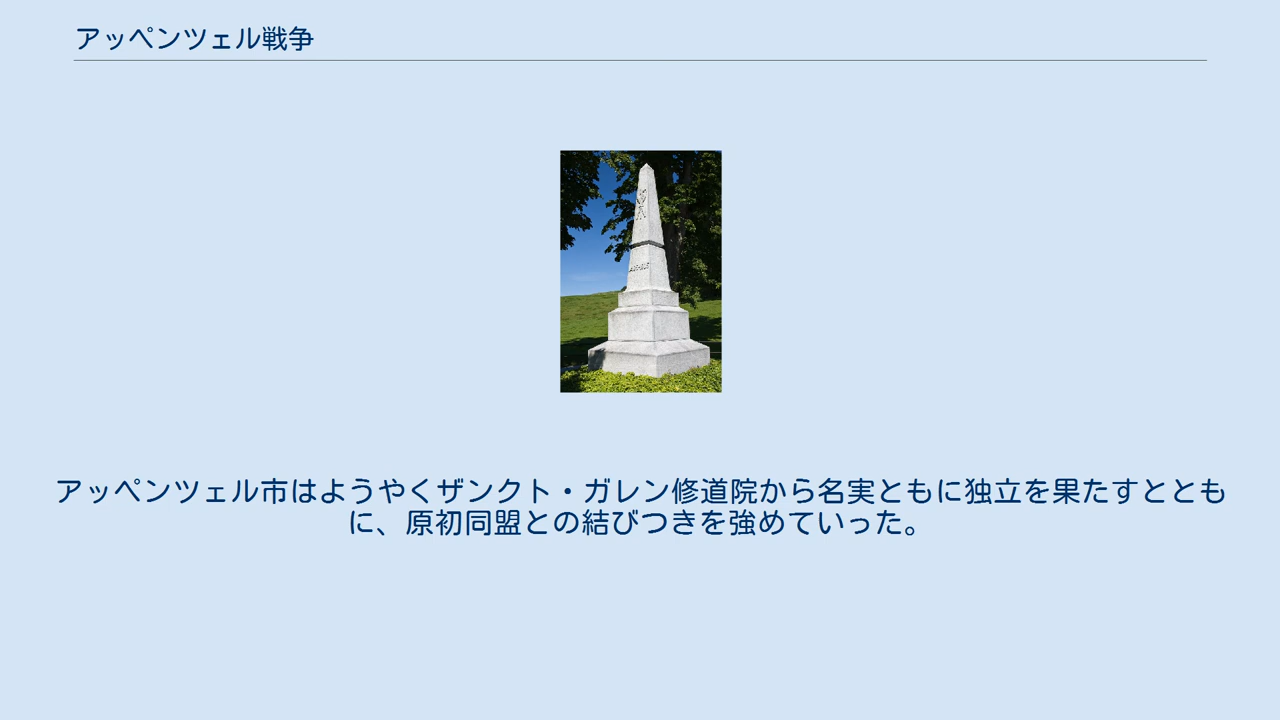 アッペンツェル戦争
アッペンツェル市はようやくザンクト・ガレン修道院から名実ともに独立を果たすととも
に、原初同盟との結びつきを強めていった。